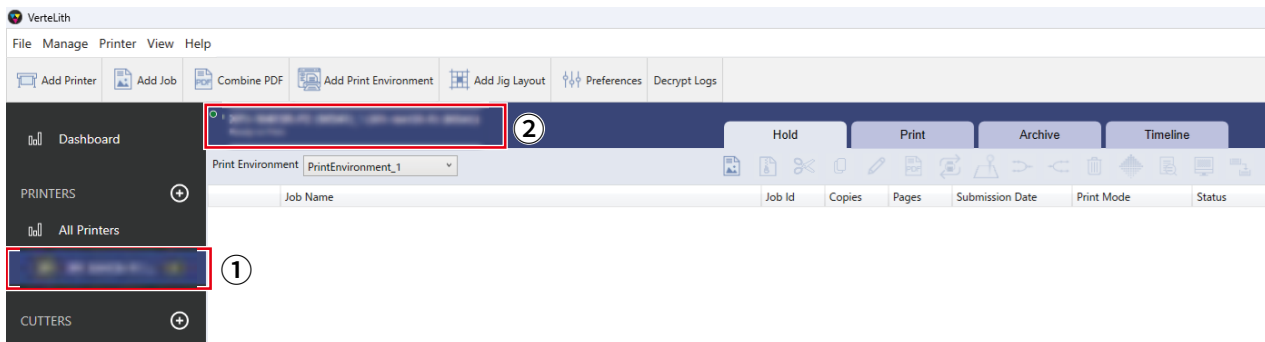 VerteLith
File Manage Printer View Help
Add Printer Add Job Combine PDF Add Print Environment Add Jig Layout Preferences Decrypt Logs
②
Dashboard
Hold Print Archive Timeline
Print Environment PrintEnvironment_1
PRINTERS
Job Name Job Id Copies Pages Submission Date Print Mode Status
All Printers
①
CUTTERS